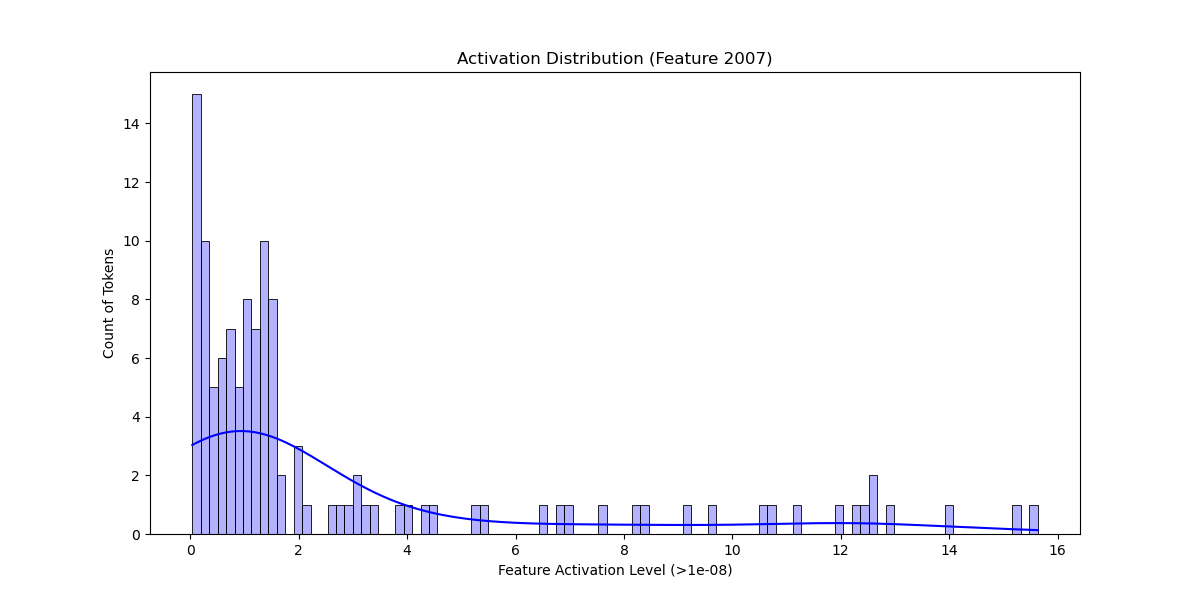 Activation Distribution (Feature 2007)
Count of Tokens
14
12
10
8
6
4
2
0
0 2 4 6 8 10 12 14 16
Feature Activation Level (>1e-08)